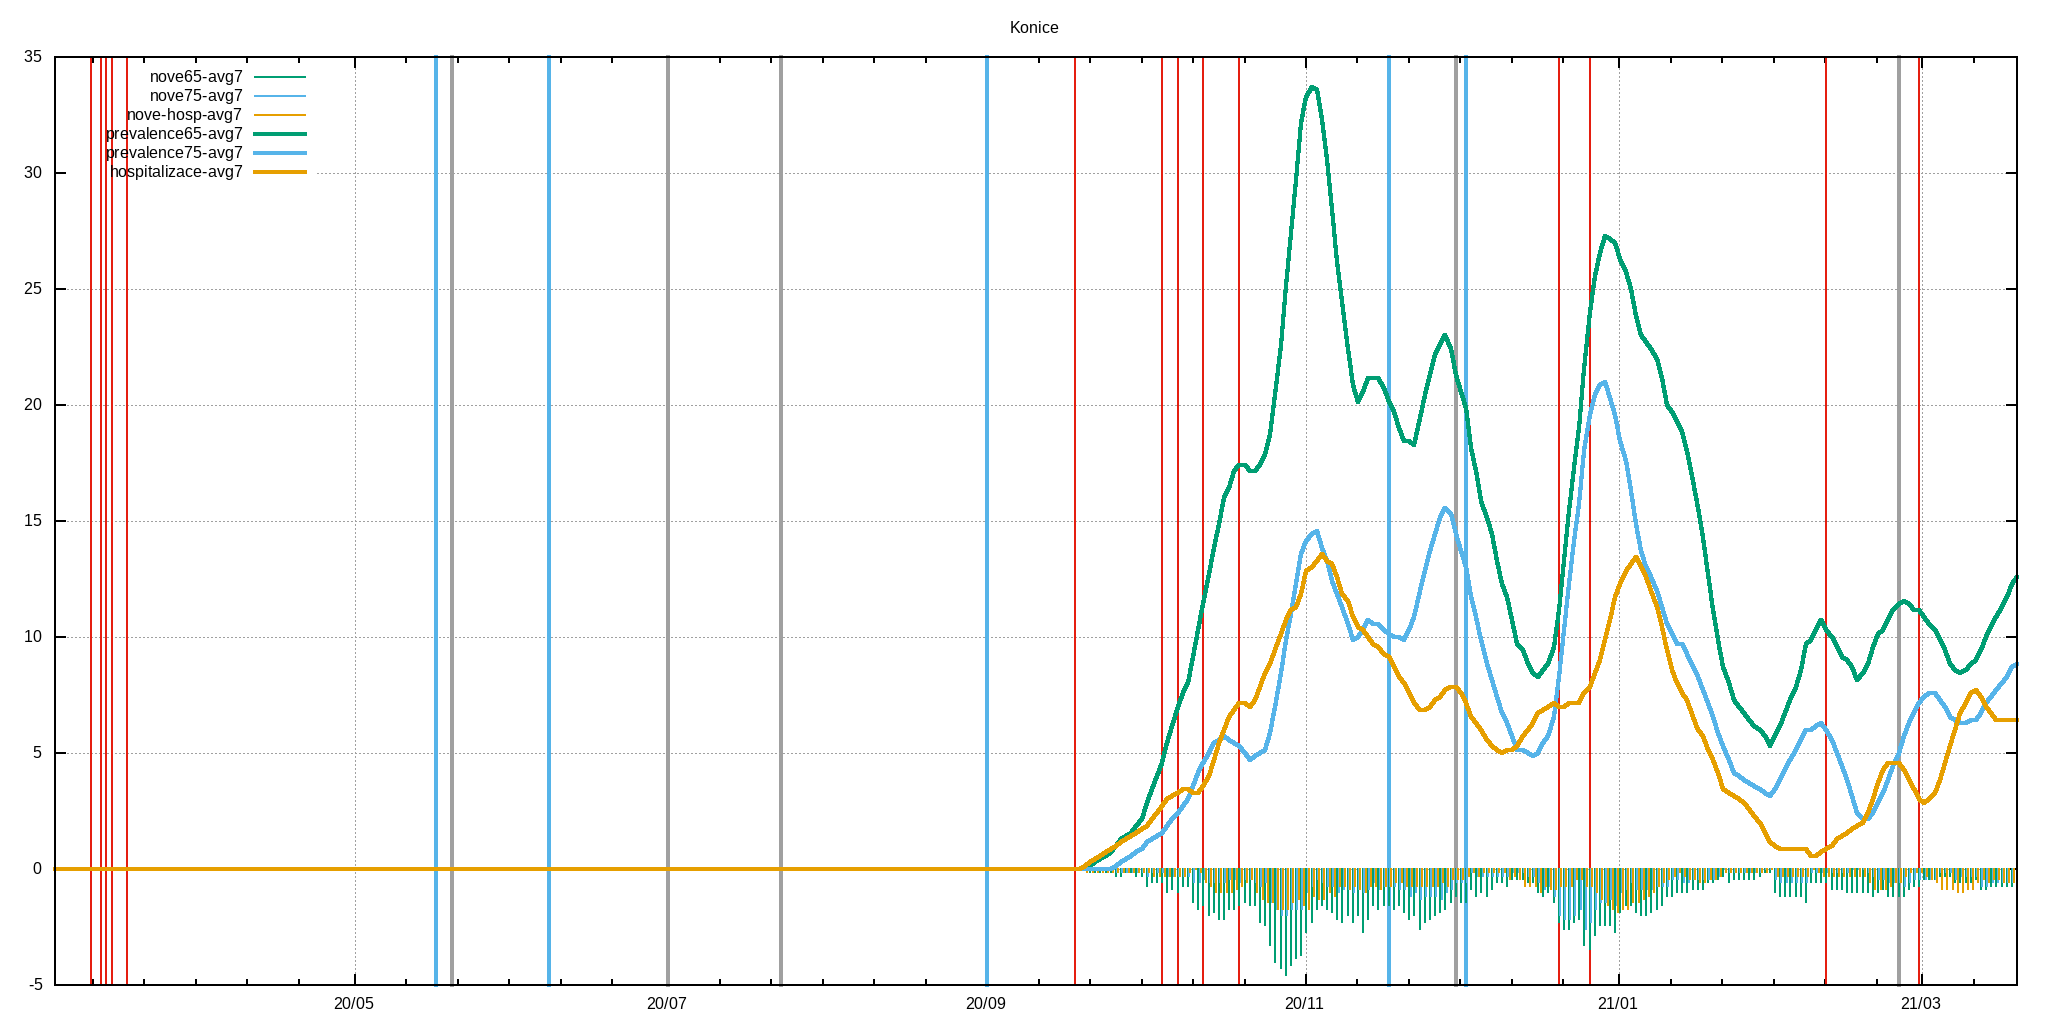 Konice
35
30
25
20
15
10
5
0
-5
nove65-avg7
nove75-avg7
nove-hosp-avg7
prevalence65-avg7
prevalence75-avg7
hospitalizace-avg7
20/05 20/07 20/09 20/11 21/01 21/03